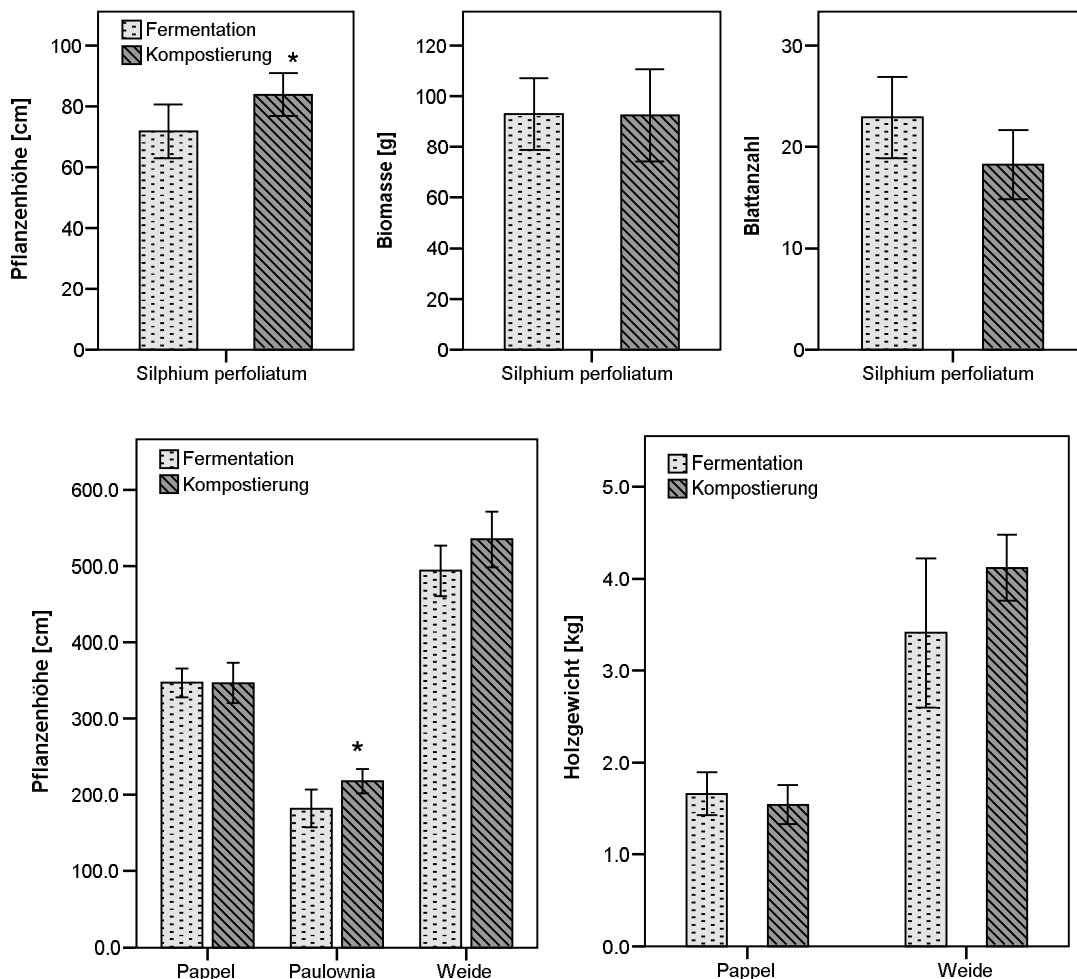 Pflanzenhöhe [cm]
100
80
60
40
20
0
Fermentation
Kompostierung
*
Silphium perfoliatum
Biomasse [g]
120
100
80
60
40
20
0
Silphium perfoliatum
Blattanzahl
30
20
10
0
Silphium perfoliatum
Pflanzenhöhe [cm]
600.0
500.0
400.0
300.0
200.0
100.0
0.0
Fermentation
Kompostierung
*
Pappel Paulownia Weide
Holzgewicht [kg]
5.0
4.0
3.0
2.0
1.0
0.0
Fermentation
Kompostierung
Pappel Weide